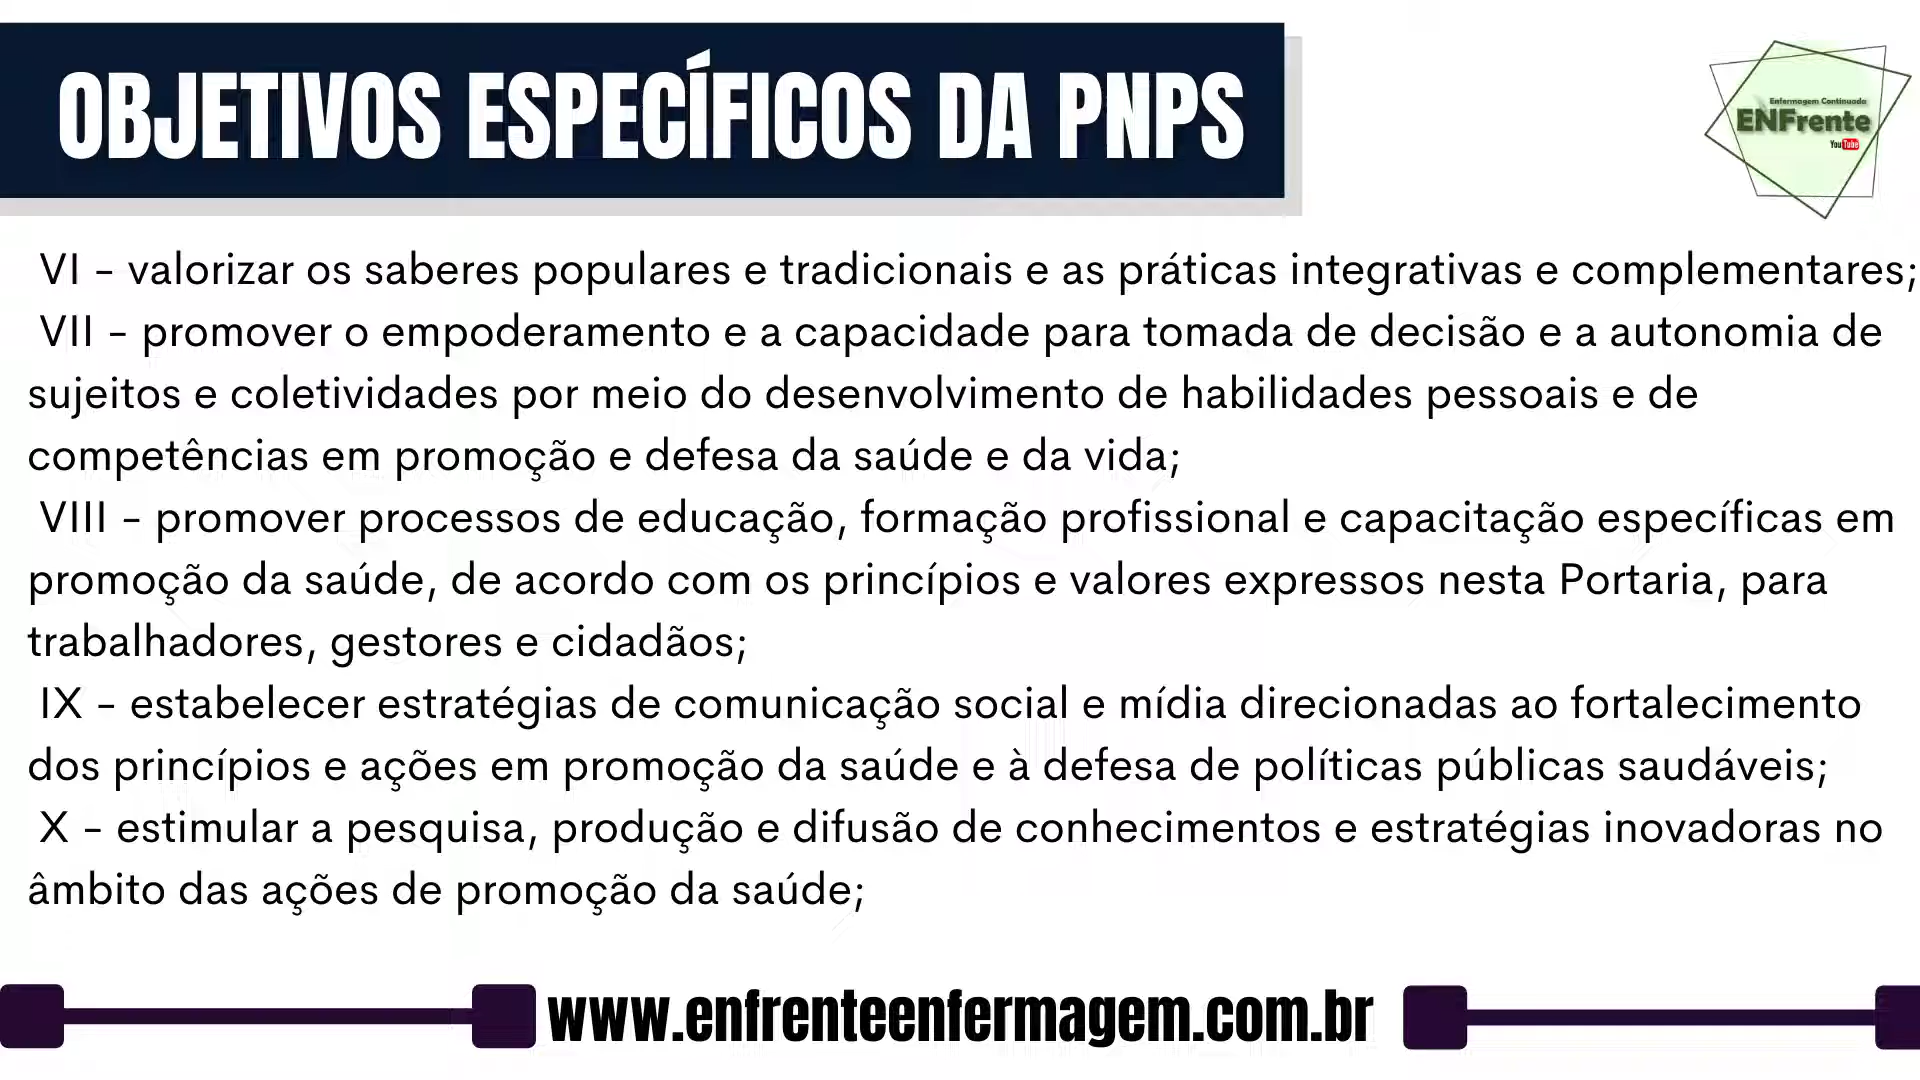 OBJETIVOS ESPECÍFICOS DA PNPS
Enfermagem Continuada
ENFrente
YouTube
VI – valorizar os saberes populares e tradicionais e as práticas integrativas e complementares;
VII – promover o empoderamento e a capacidade para tomada de decisão e a autonomia de
sujeitos e coletividades por meio do desenvolvimento de habilidades pessoais e de
competências em promoção e defesa da saúde e da vida;
VIII – promover processos de educação, formação profissional e capacitação específicas em
promoção da saúde, de acordo com os princípios e valores expressos nesta Portaria, para
trabalhadores, gestores e cidadãos;
IX – estabelecer estratégias de comunicação social e mídia direcionadas ao fortalecimento
dos princípios e ações em promoção da saúde e à defesa de políticas públicas saudáveis;
X – estimular a pesquisa, produção e difusão de conhecimentos e estratégias inovadoras no
âmbito das ações de promoção da saúde;
www.enfrenteenfermagem.com.br